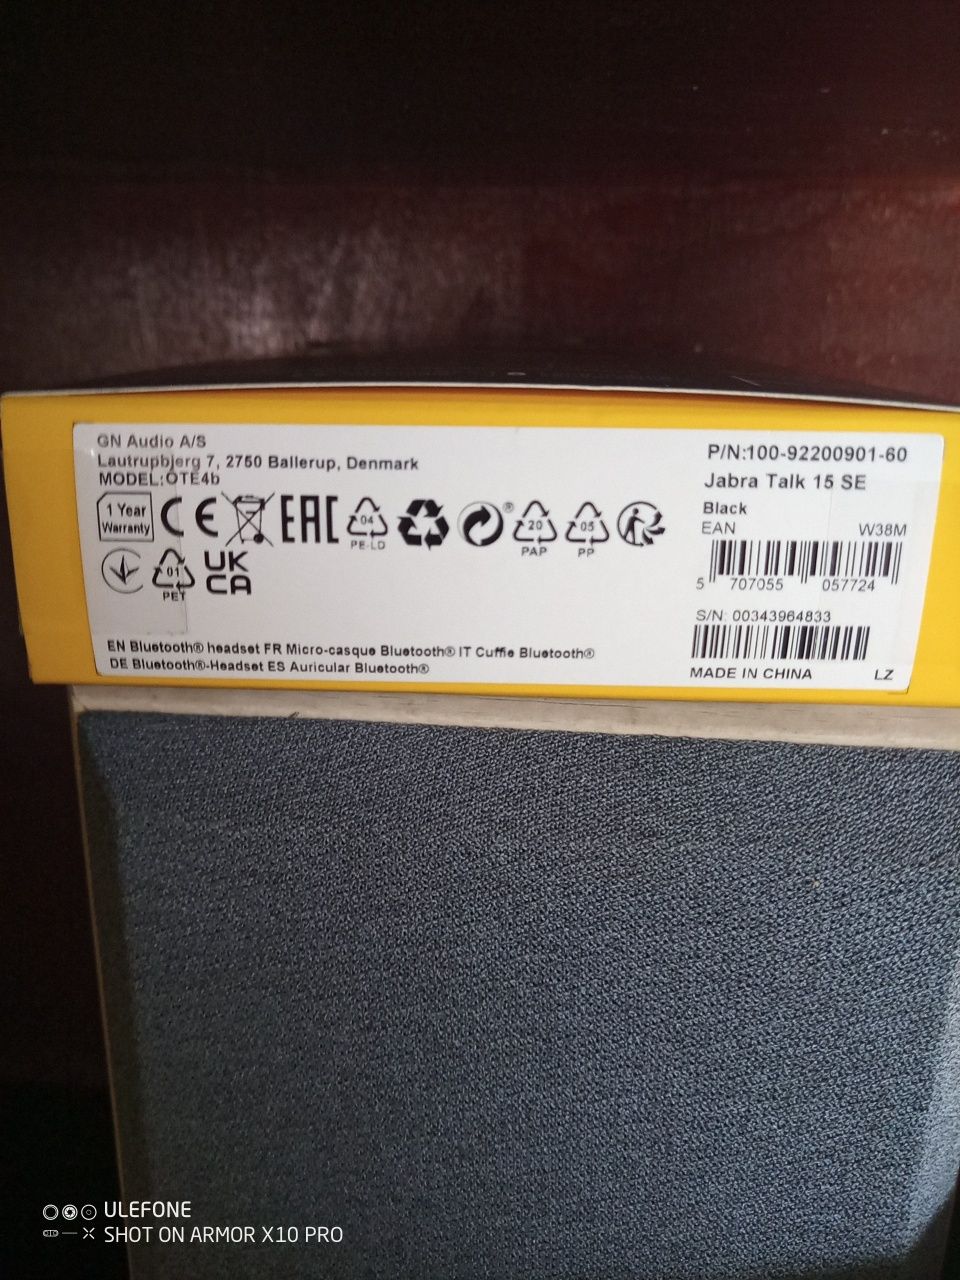 GN Audio A/S
Lautrupbjerg 7, 2750 Ballerup, Denmark
MODEL:OTE4b
1 Year
Warranty
CE
EAC
04
PE-LD
®
20
PAP
05
PP
01
PET
UK
CA
EN Bluetooth® headset FR Micro-casque Bluetooth® IT Cuffie Bluetooth®
DE Bluetooth®-Headset ES Auricular Bluetooth®
P/N:100-92200901-60
Jabra Talk 15 SE
Black
EAN W38M
5 707055 057724
S/N: 00343964833
MADE IN CHINA LZ
ULEFONE
SHOT ON ARMOR X10 PRO